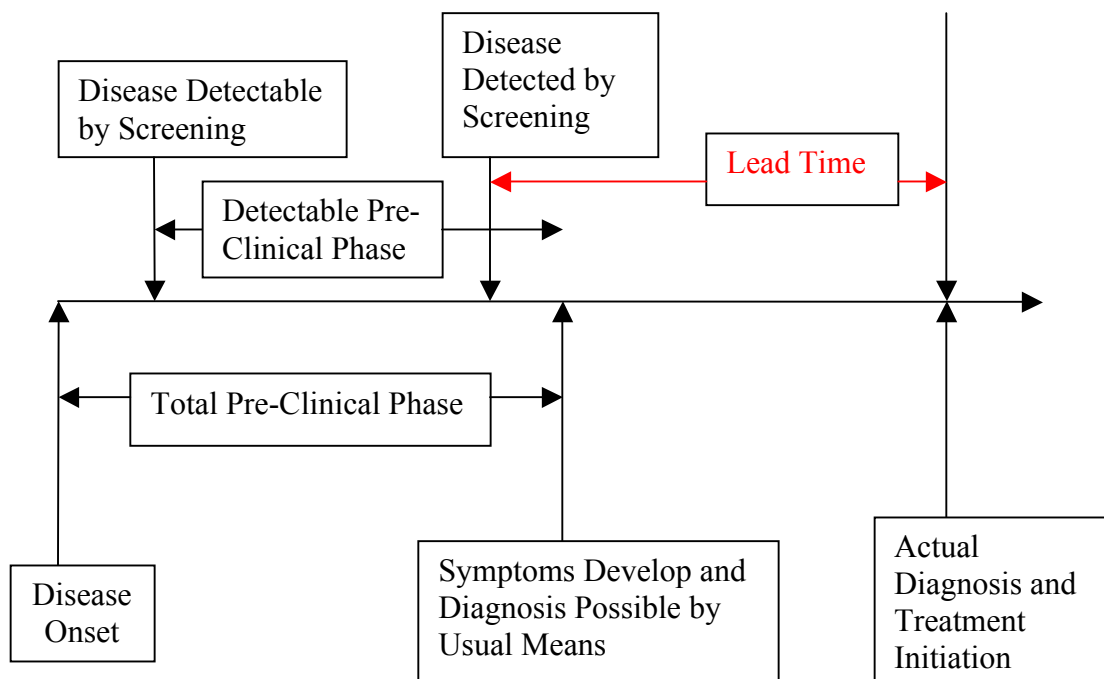 Disease
Detected by
Screening
Disease Detectable
by Screening
Lead Time
Detectable Pre-
Clinical Phase
Total Pre-Clinical Phase
Disease
Onset
Symptoms Develop and
Diagnosis Possible by
Usual Means
Actual
Diagnosis and
Treatment
Initiation